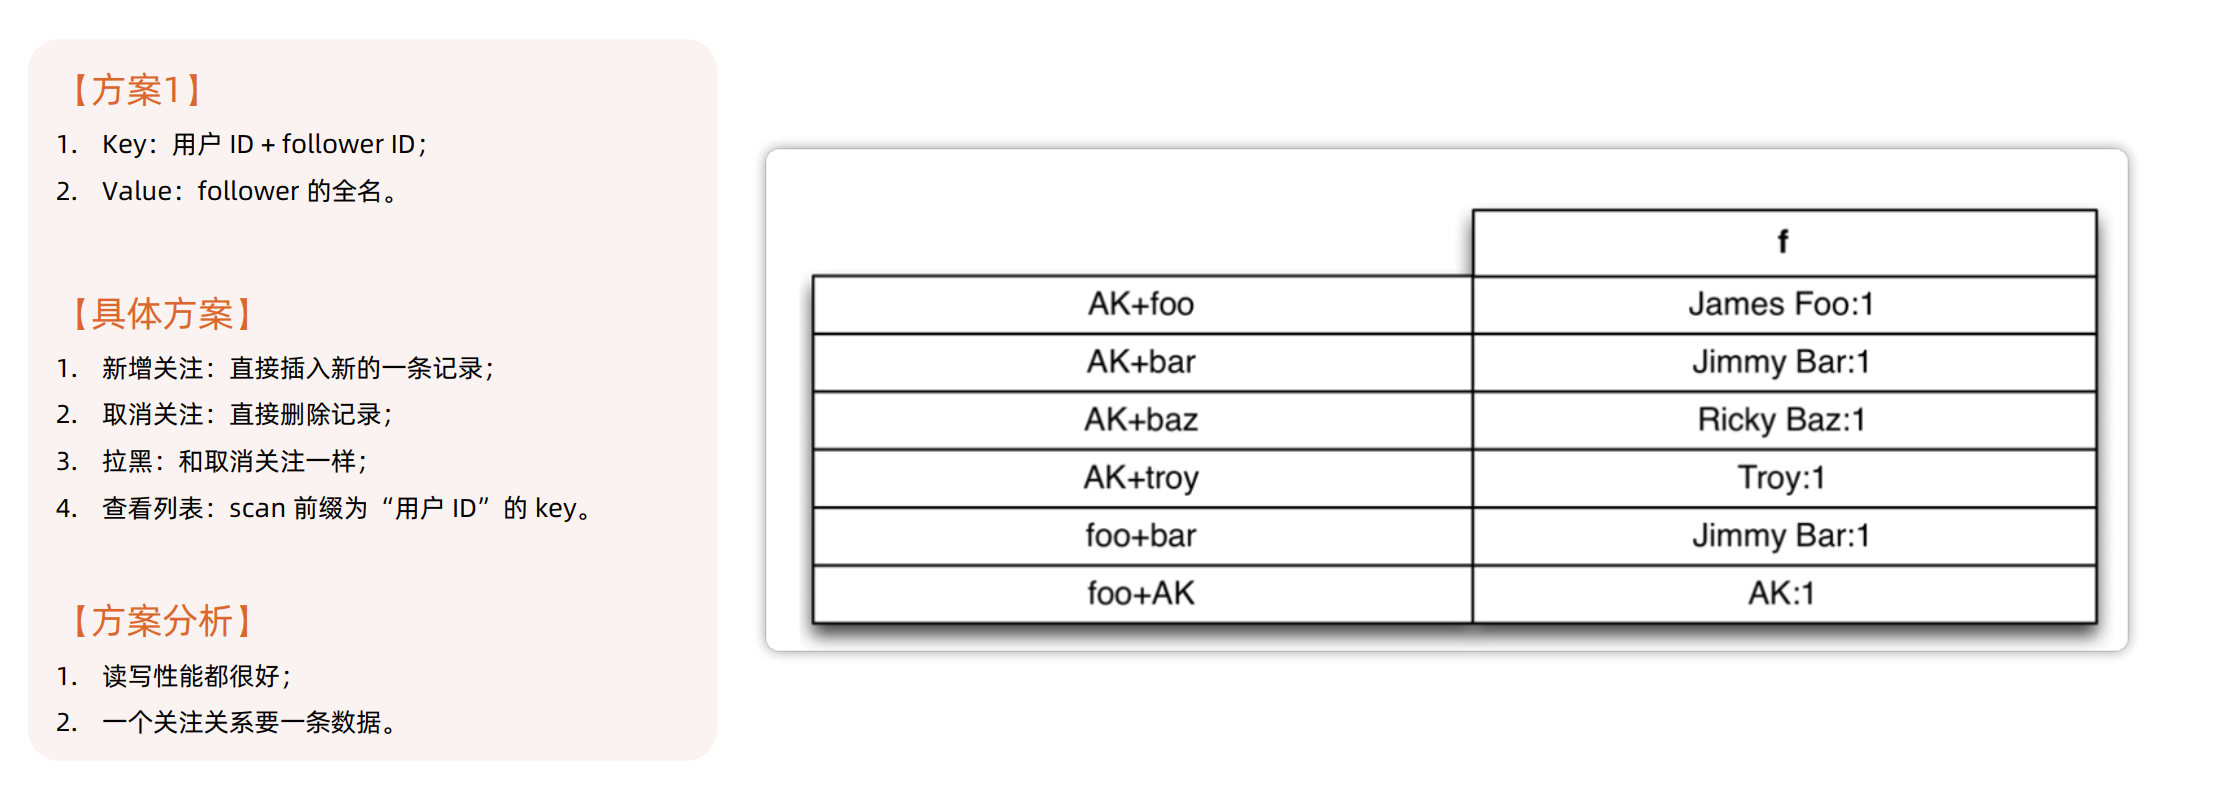 【方案1】
1. Key：用户 ID + follower ID；
2. Value：follower 的全名。
【具体方案】
1. 新增关注：直接插入新的一条记录；
2. 取消关注：直接删除记录；
3. 拉黑：和取消关注一样；
4. 查看列表：scan 前缀为“用户 ID”的 key。
【方案分析】
1. 读写性能都很好；
2. 一个关注关系要一条数据。
f
AK+foo James Foo:1
AK+bar Jimmy Bar:1
AK+baz Ricky Baz:1
AK+troy Troy:1
foo+bar Jimmy Bar:1
foo+AK AK:1